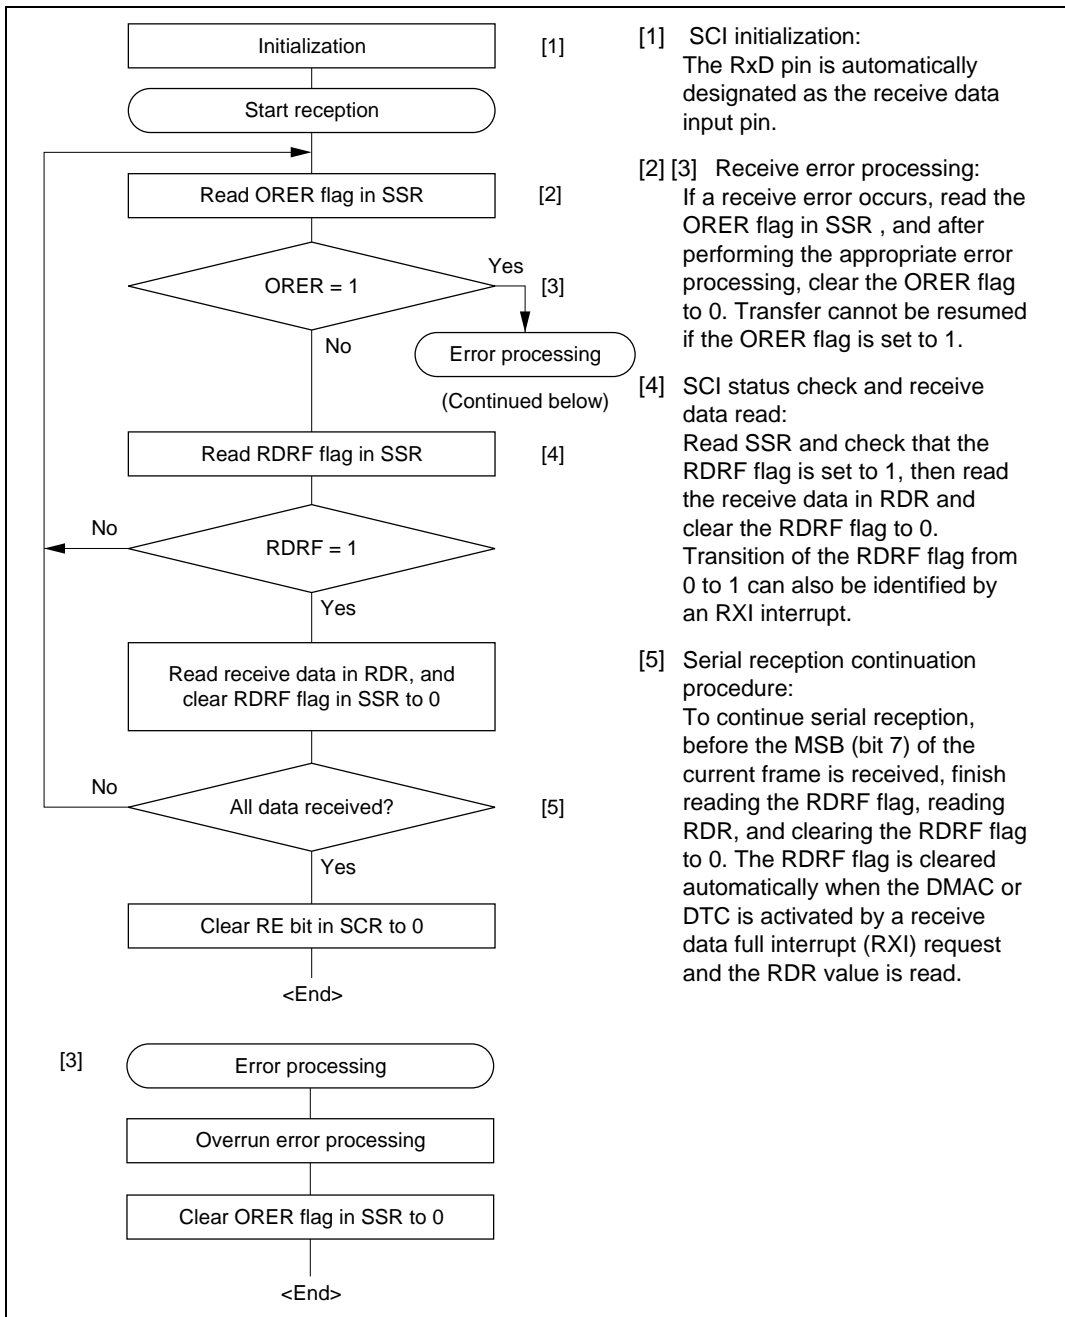 Initialization
[1]
Start reception
Read ORER flag in SSR
[2]
ORER = 1
Yes
[3]
No
Error processing
(Continued below)
Read RDRF flag in SSR
[4]
No
RDRF = 1
Yes
Read receive data in RDR, and
clear RDRF flag in SSR to 0
No
All data received?
[5]
Yes
Clear RE bit in SCR to 0
<End>
[3]
Error processing
Overrun error processing
Clear ORER flag in SSR to 0
<End>
[1] SCI initialization:
The RxD pin is automatically
designated as the receive data
input pin.
[2] [3] Receive error processing:
If a receive error occurs, read the
ORER flag in SSR , and after
performing the appropriate error
processing, clear the ORER flag
to 0. Transfer cannot be resumed
if the ORER flag is set to 1.
[4] SCI status check and receive
data read:
Read SSR and check that the
RDRF flag is set to 1, then read
the receive data in RDR and
clear the RDRF flag to 0.
Transition of the RDRF flag from
0 to 1 can also be identified by
an RXI interrupt.
[5] Serial reception continuation
procedure:
To continue serial reception,
before the MSB (bit 7) of the
current frame is received, finish
reading the RDRF flag, reading
RDR, and clearing the RDRF flag
to 0. The RDRF flag is cleared
automatically when the DMAC or
DTC is activated by a receive
data full interrupt (RXI) request
and the RDR value is read.